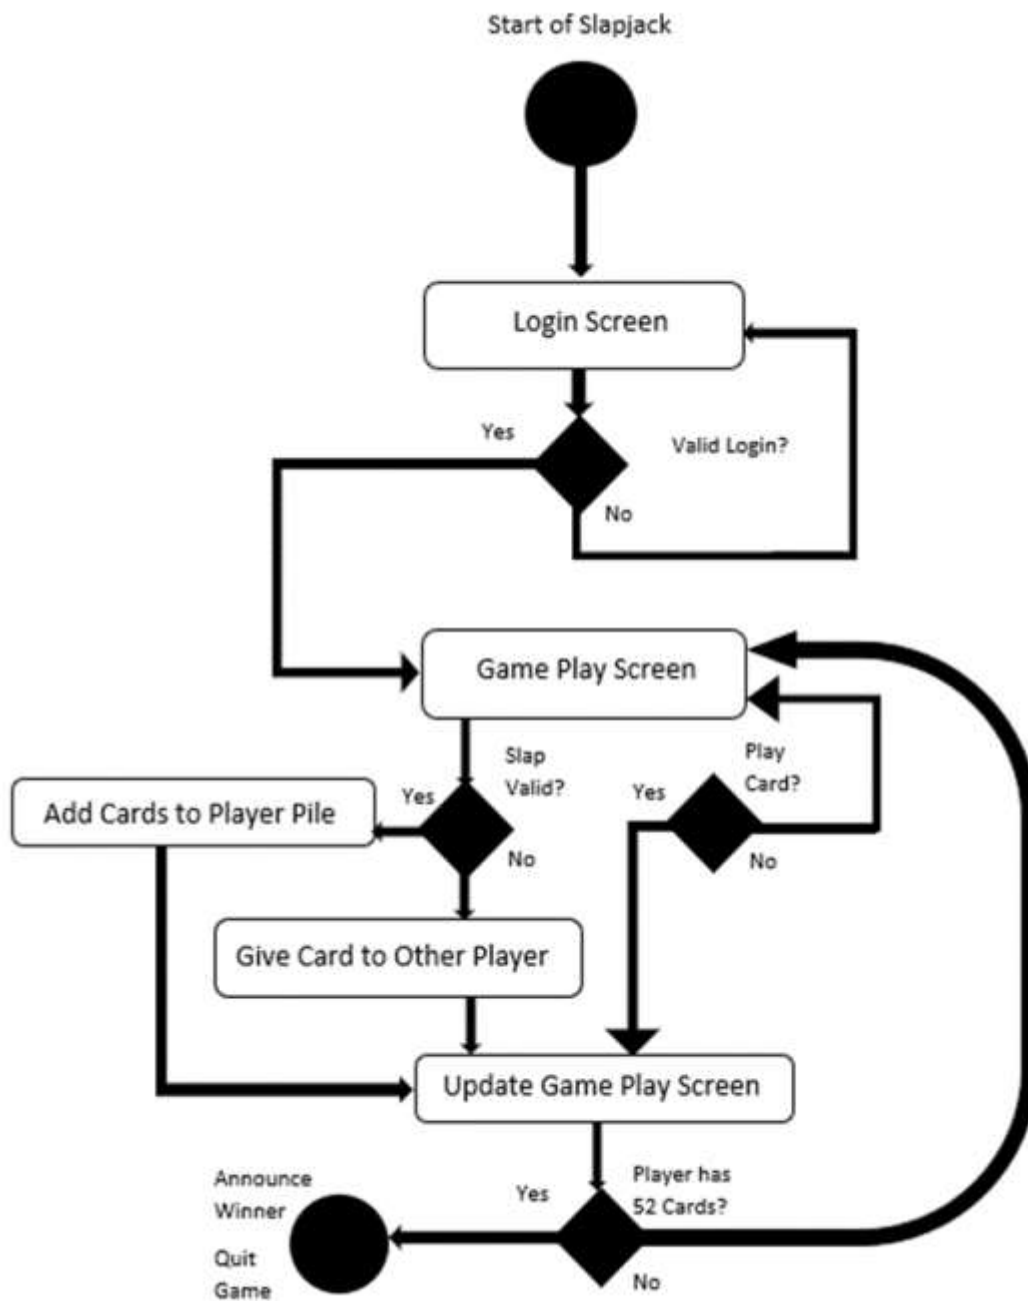 Start of Slapjack
Login Screen
Yes
Valid Login?
No
Game Play Screen
Slap
Valid?
Play
Card?
Add Cards to Player Pile
Yes
Yes
No
No
Give Card to Other Player
Update Game Play Screen
Announce
Winner
Yes
Player has
52 Cards?
Quit
Game
No